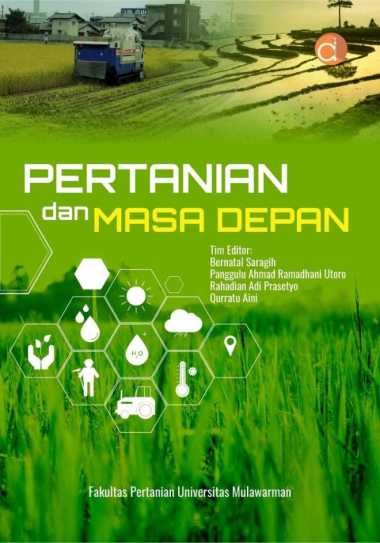 PERTANIAN
dan MASA DEPAN
Tim Editor:
Bernatal Saragih
Panggulu Ahmad Ramadhani Utoro
Rahadian Adi Prasetyo
Qurratu Aini
H₂O
Fakultas Pertanian Universitas Mulawarman